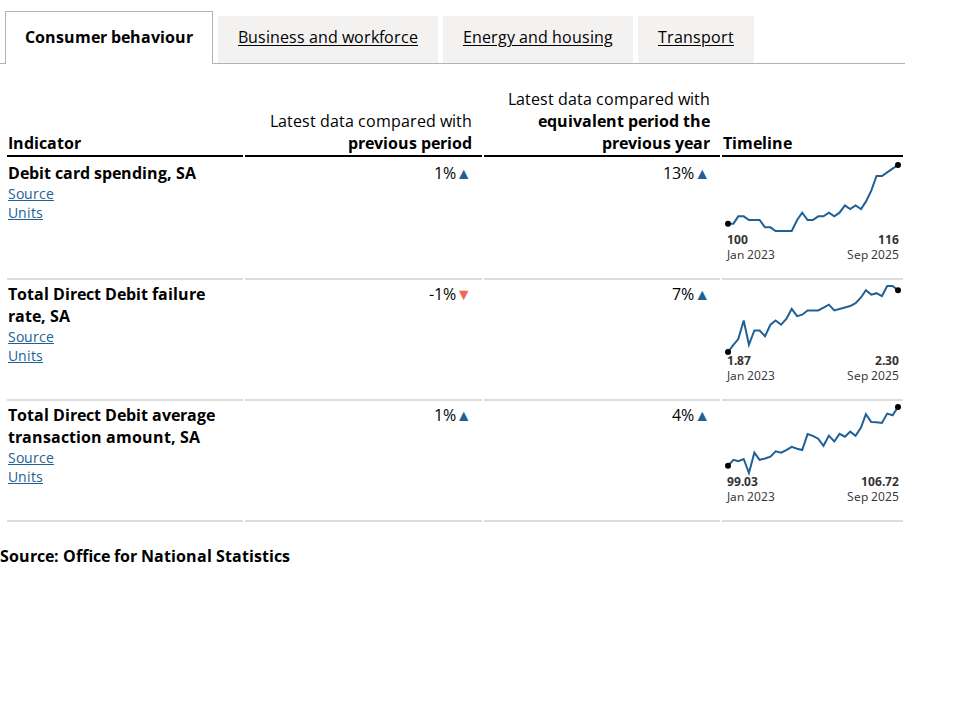 Consumer behaviour
Business and workforce
Energy and housing
Transport
Indicator
Latest data compared with
previous period
Latest data compared with
equivalent period the
previous year
Timeline
Debit card spending, SA
Source
Units
1%▲
13%▲
100
Jan 2023
116
Sep 2025
Total Direct Debit failure
rate, SA
Source
Units
-1%▼
7%▲
1.87
Jan 2023
2.30
Sep 2025
Total Direct Debit average
transaction amount, SA
Source
Units
1%▲
4%▲
99.03
Jan 2023
106.72
Sep 2025
Source: Office for National Statistics